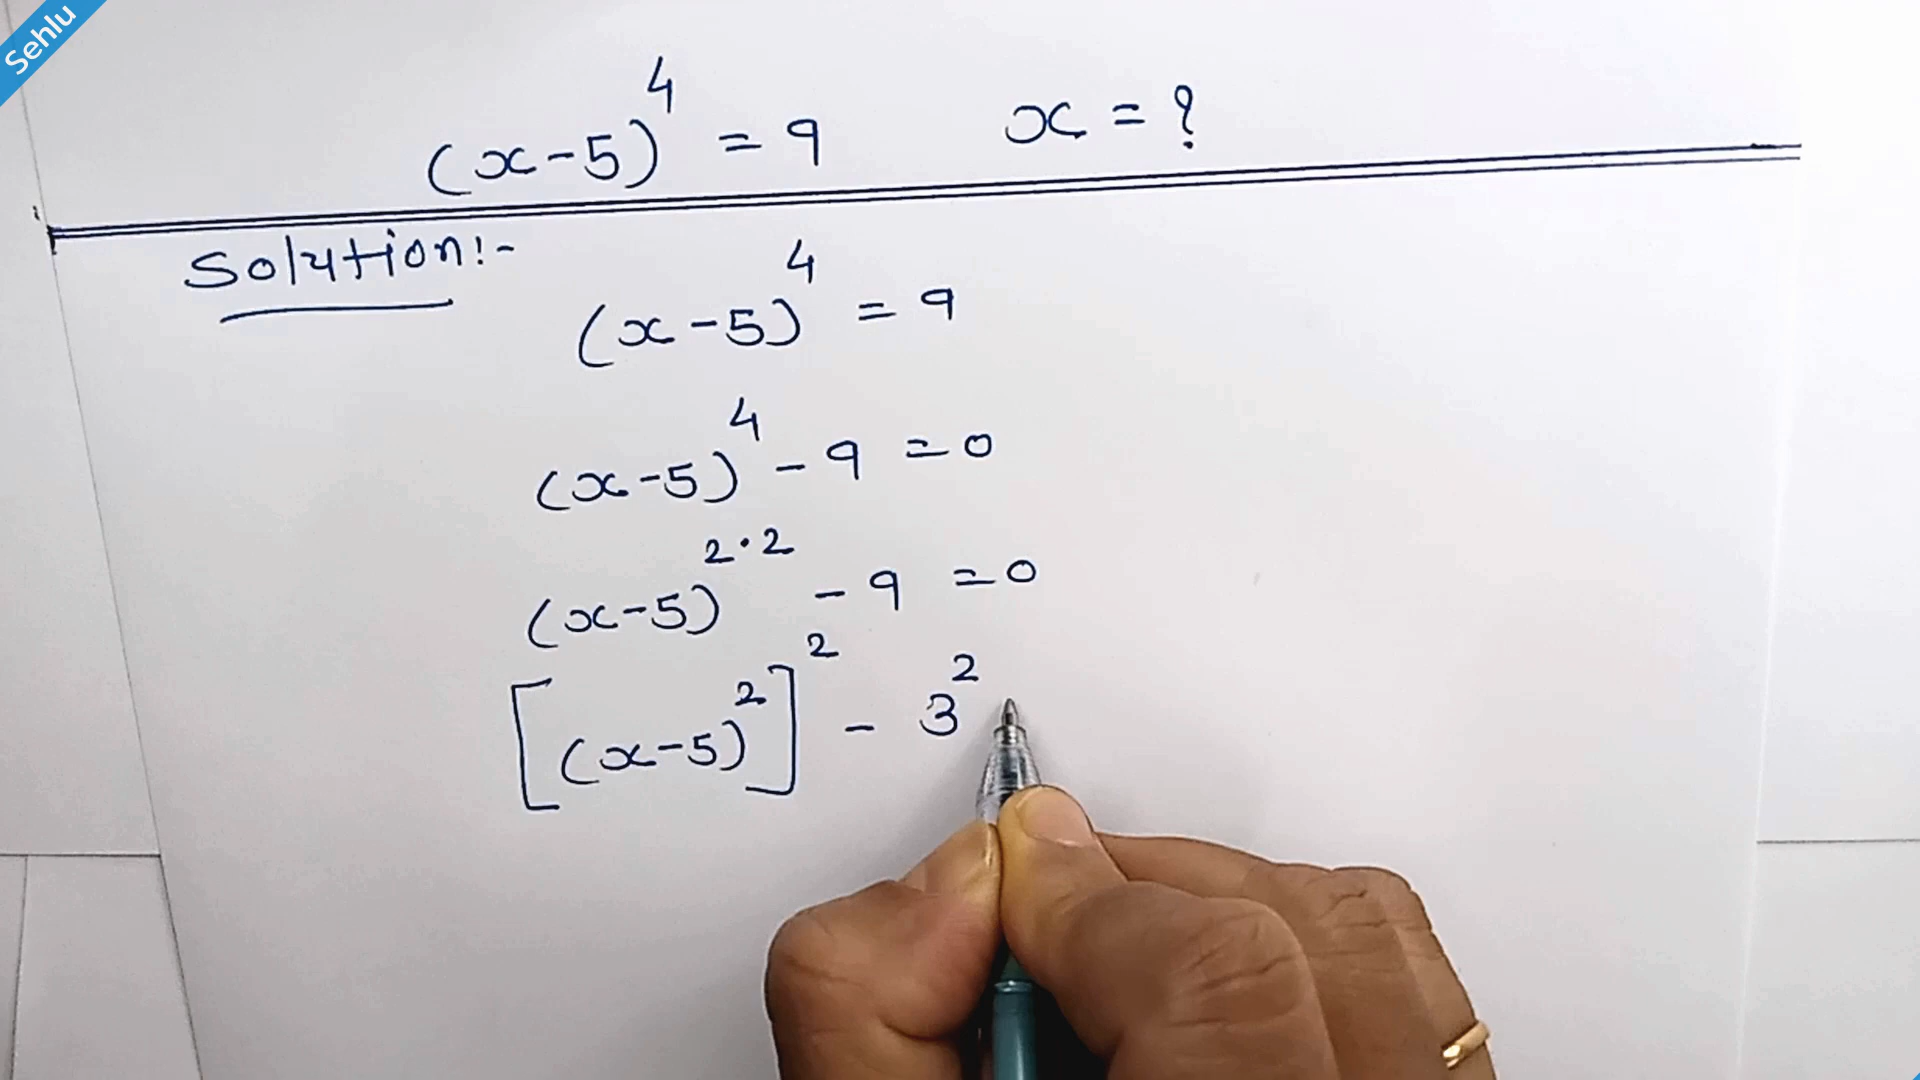 Sehlu
(x-5)^4 = 9 x = ?
Solution:-
(x-5)^4 = 9
(x-5)^4 - 9 = 0
(x-5)^2·2 - 9 = 0
[(x-5)^2]^2 - 3^2